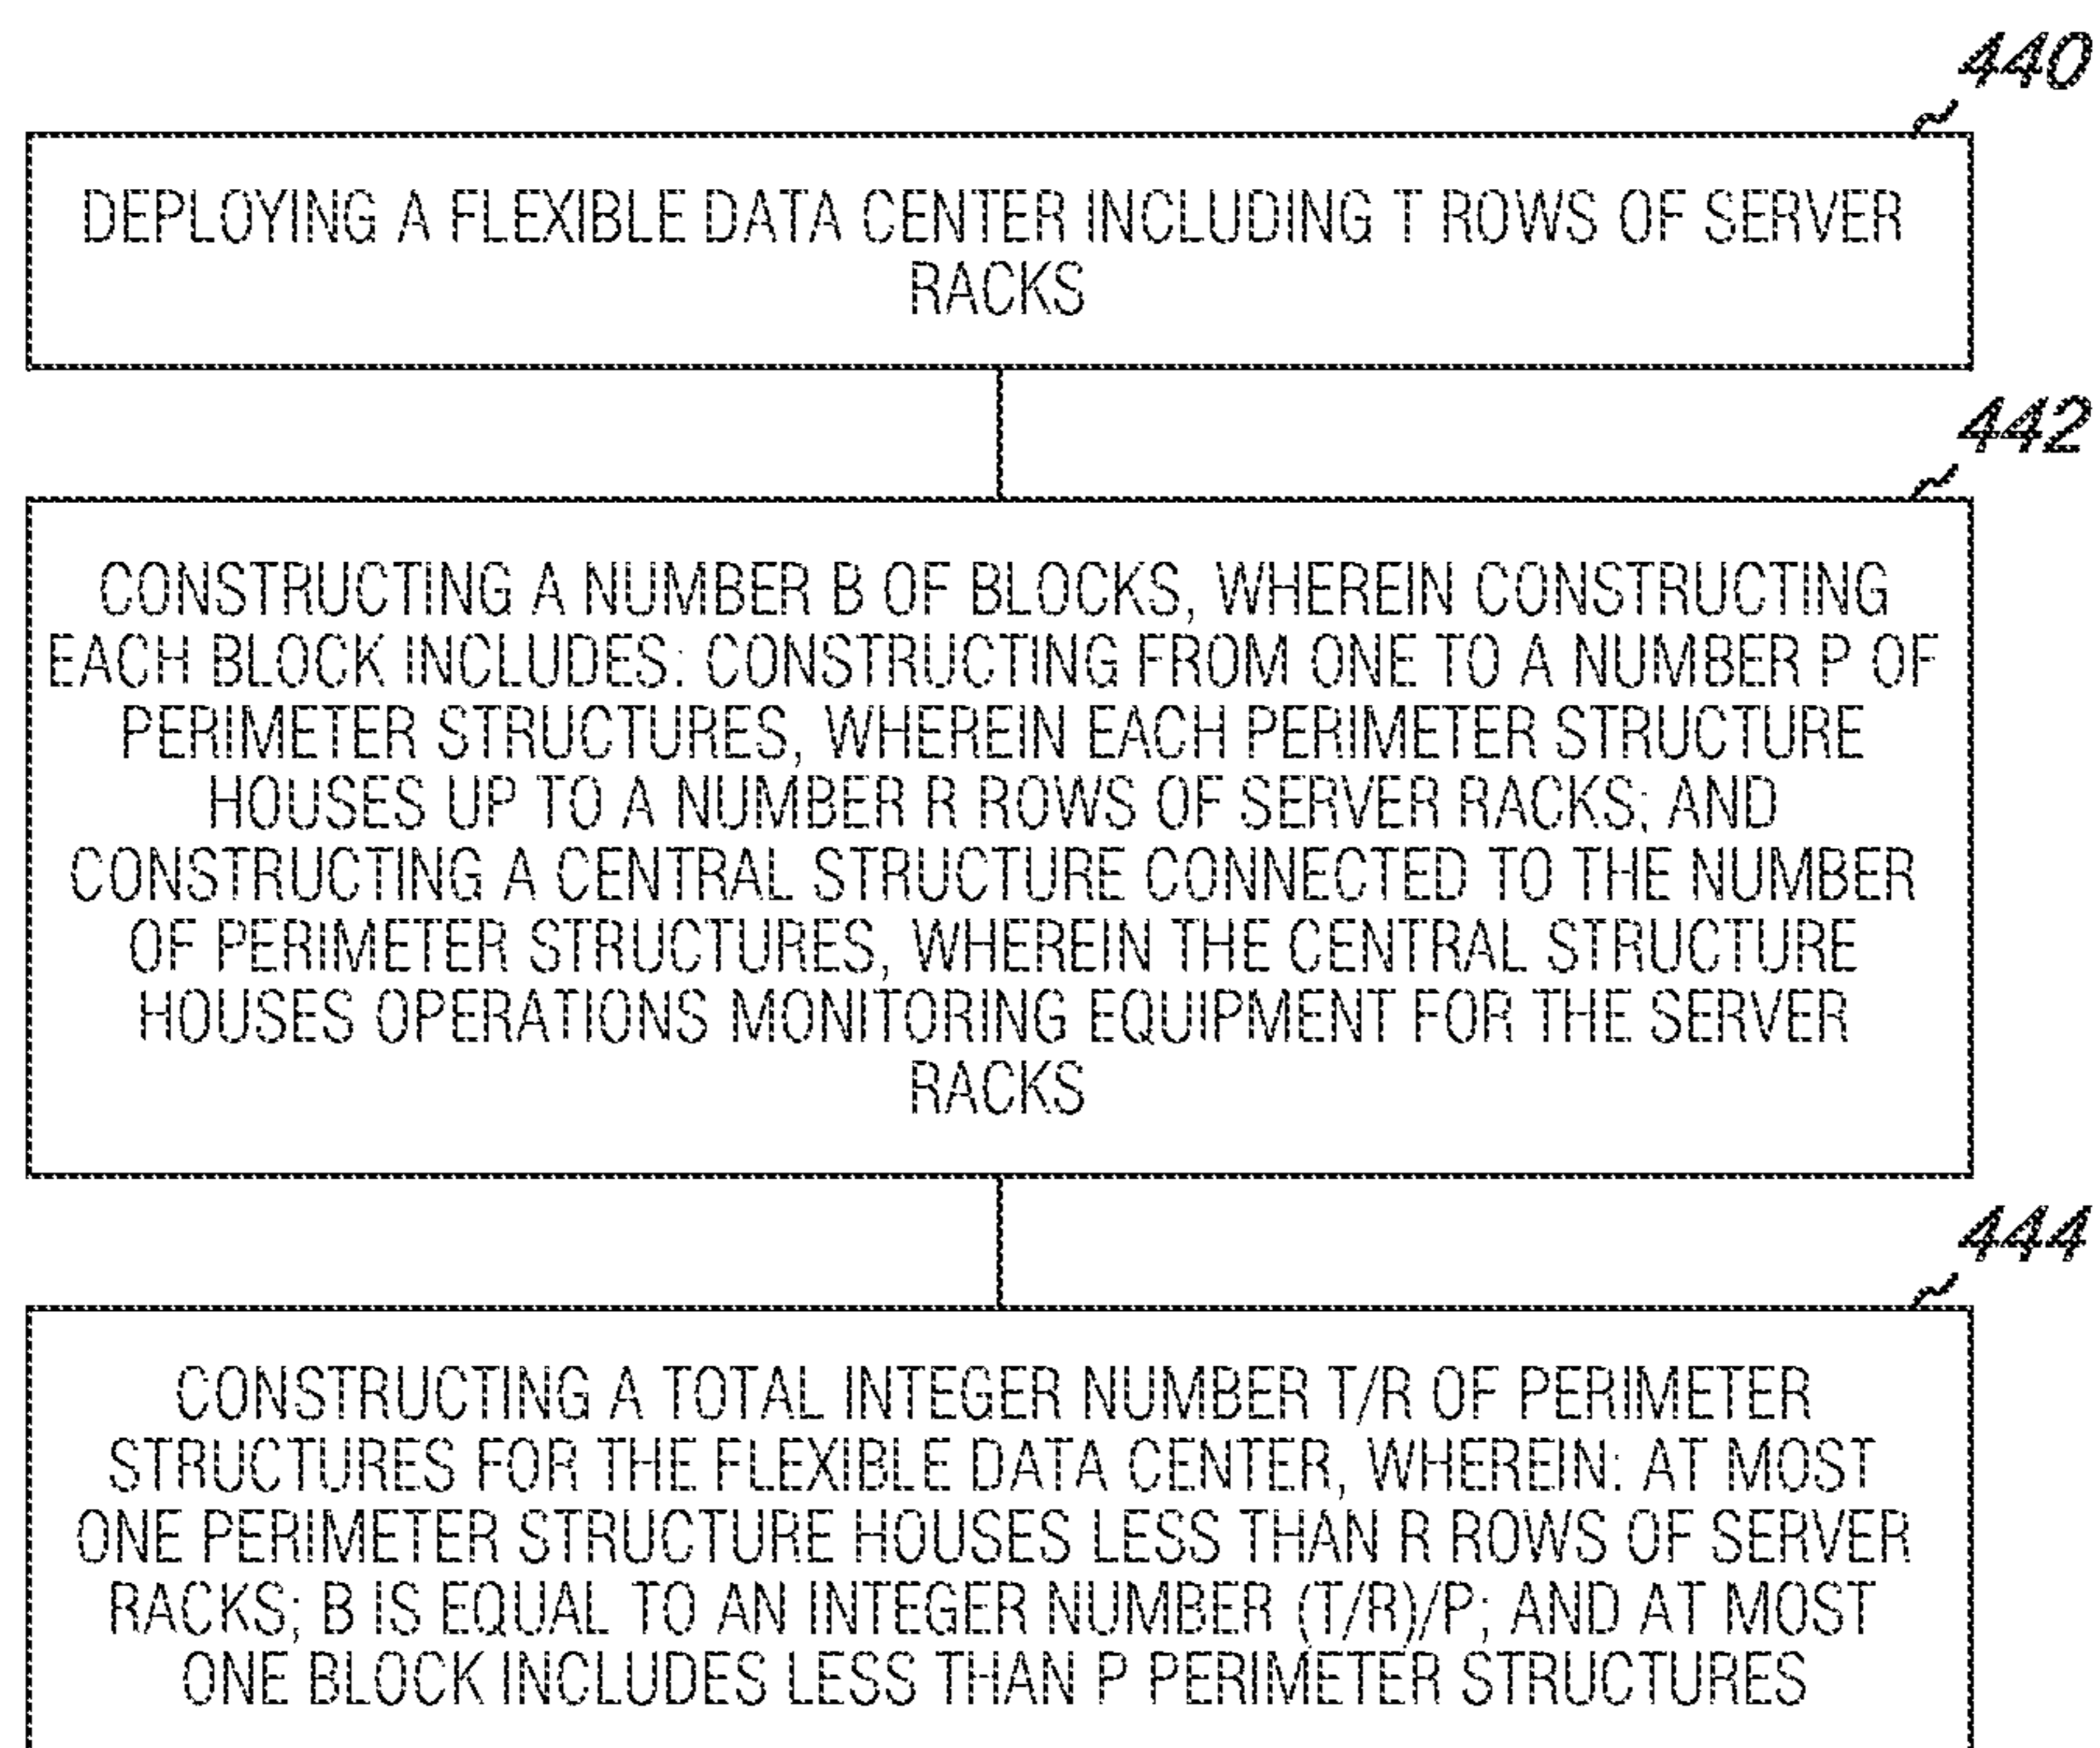 440
DEPLOYING A FLEXIBLE DATA CENTER INCLUDING T ROWS OF SERVER
RACKS
442
CONSTRUCTING A NUMBER B OF BLOCKS, WHEREIN CONSTRUCTING
EACH BLOCK INCLUDES: CONSTRUCTING FROM ONE TO A NUMBER P OF
PERIMETER STRUCTURES, WHEREIN EACH PERIMETER STRUCTURE
HOUSES UP TO A NUMBER R ROWS OF SERVER RACKS; AND
CONSTRUCTING A CENTRAL STRUCTURE CONNECTED TO THE NUMBER
OF PERIMETER STRUCTURES, WHEREIN THE CENTRAL STRUCTURE
HOUSES OPERATIONS MONITORING EQUIPMENT FOR THE SERVER
RACKS
444
CONSTRUCTING A TOTAL INTEGER NUMBER T/R OF PERIMETER
STRUCTURES FOR THE FLEXIBLE DATA CENTER, WHEREIN: AT MOST
ONE PERIMETER STRUCTURE HOUSES LESS THAN R ROWS OF SERVER
RACKS; B IS EQUAL TO AN INTEGER NUMBER (T/R)/P; AND AT MOST
ONE BLOCK INCLUDES LESS THAN P PERIMETER STRUCTURES